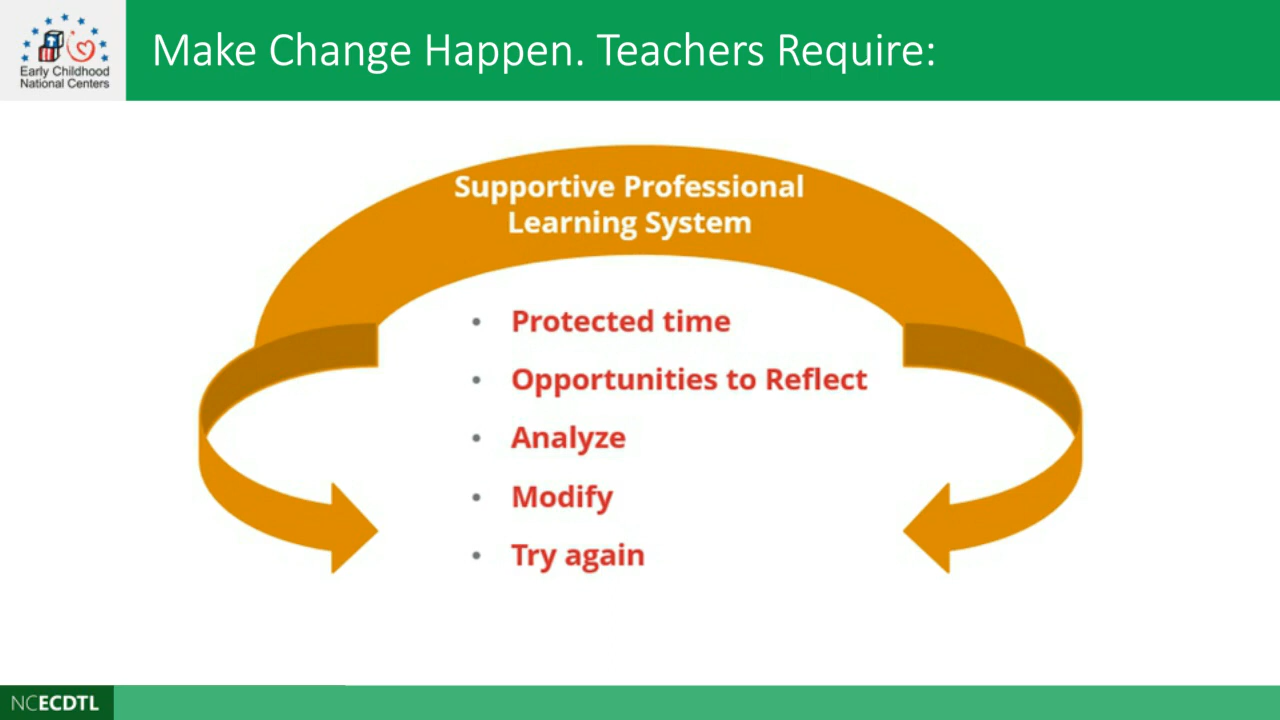 Early Childhood
National Centers
Make Change Happen. Teachers Require:
Supportive Professional
Learning System
• Protected time
• Opportunities to Reflect
• Analyze
• Modify
• Try again
NCECDTL